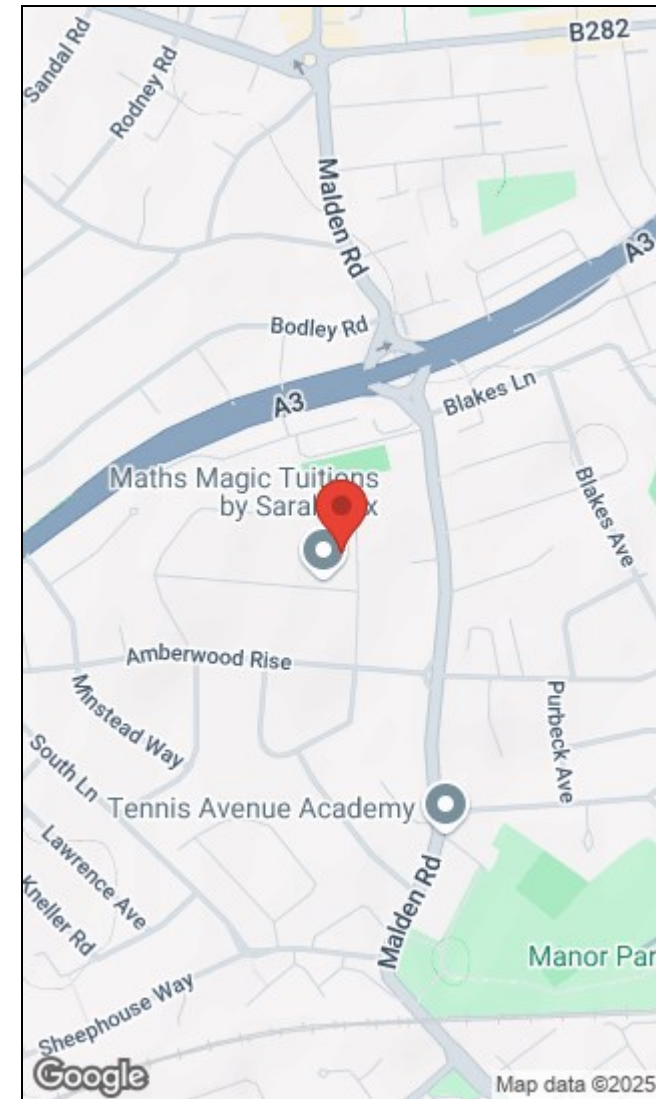 B282
Sandal Rd
Rodney Rd
Malden Rd
A3
Bodley Rd
A3
Blakes Ln
Maths Magic Tuitions
by Sarah
Blakes Ave
Amberwood Rise
Minstead Way
Purbeck Ave
South Ln
Tennis Avenue Academy
Lawrence Ave
Kneller Rd
Malden Rd
Manor Par
Sheephouse Way
Google
Map data ©2025